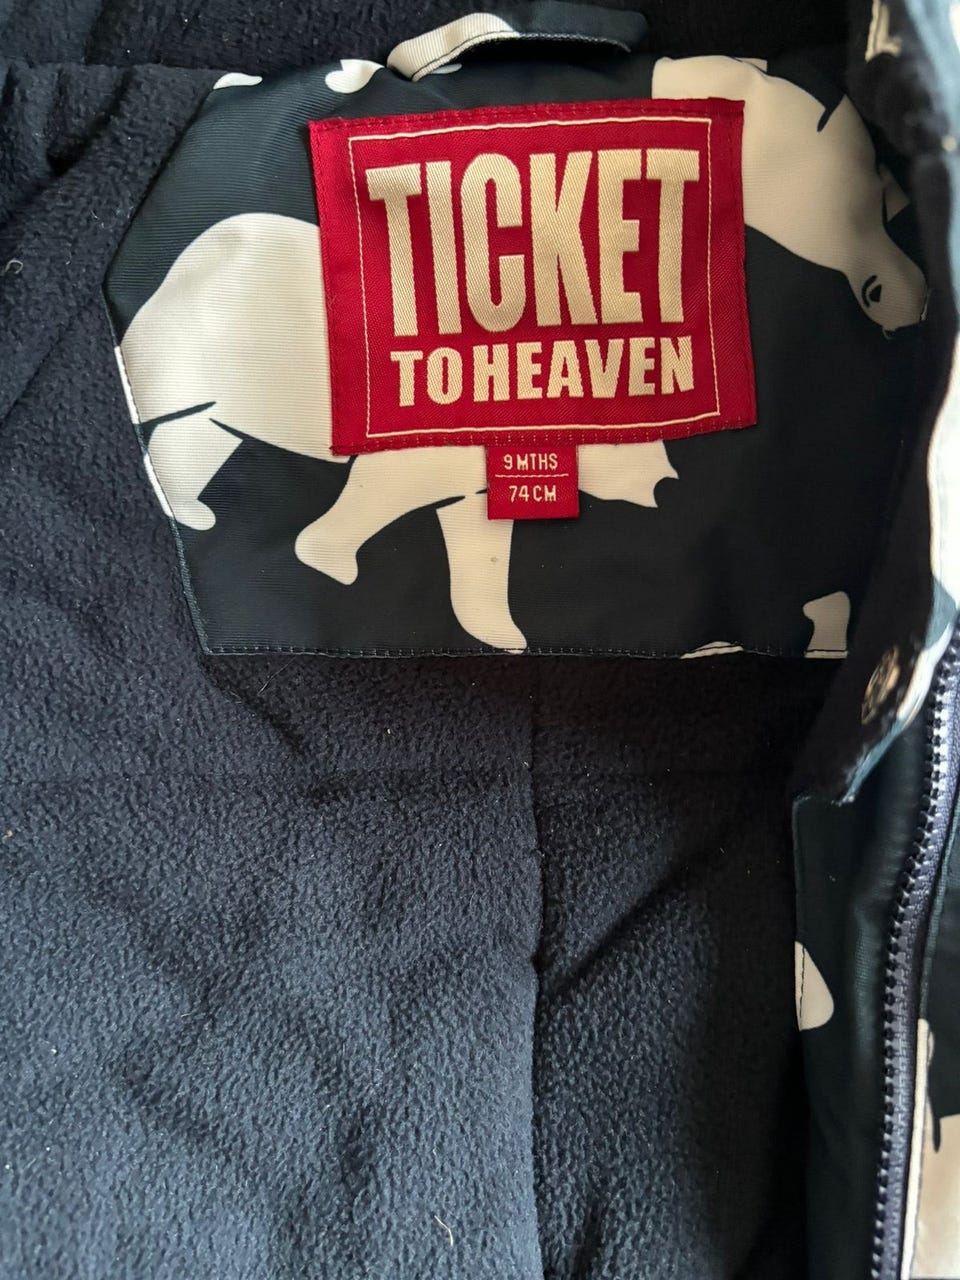 TICKET
TO HEAVEN
9 MTHS
74 CM